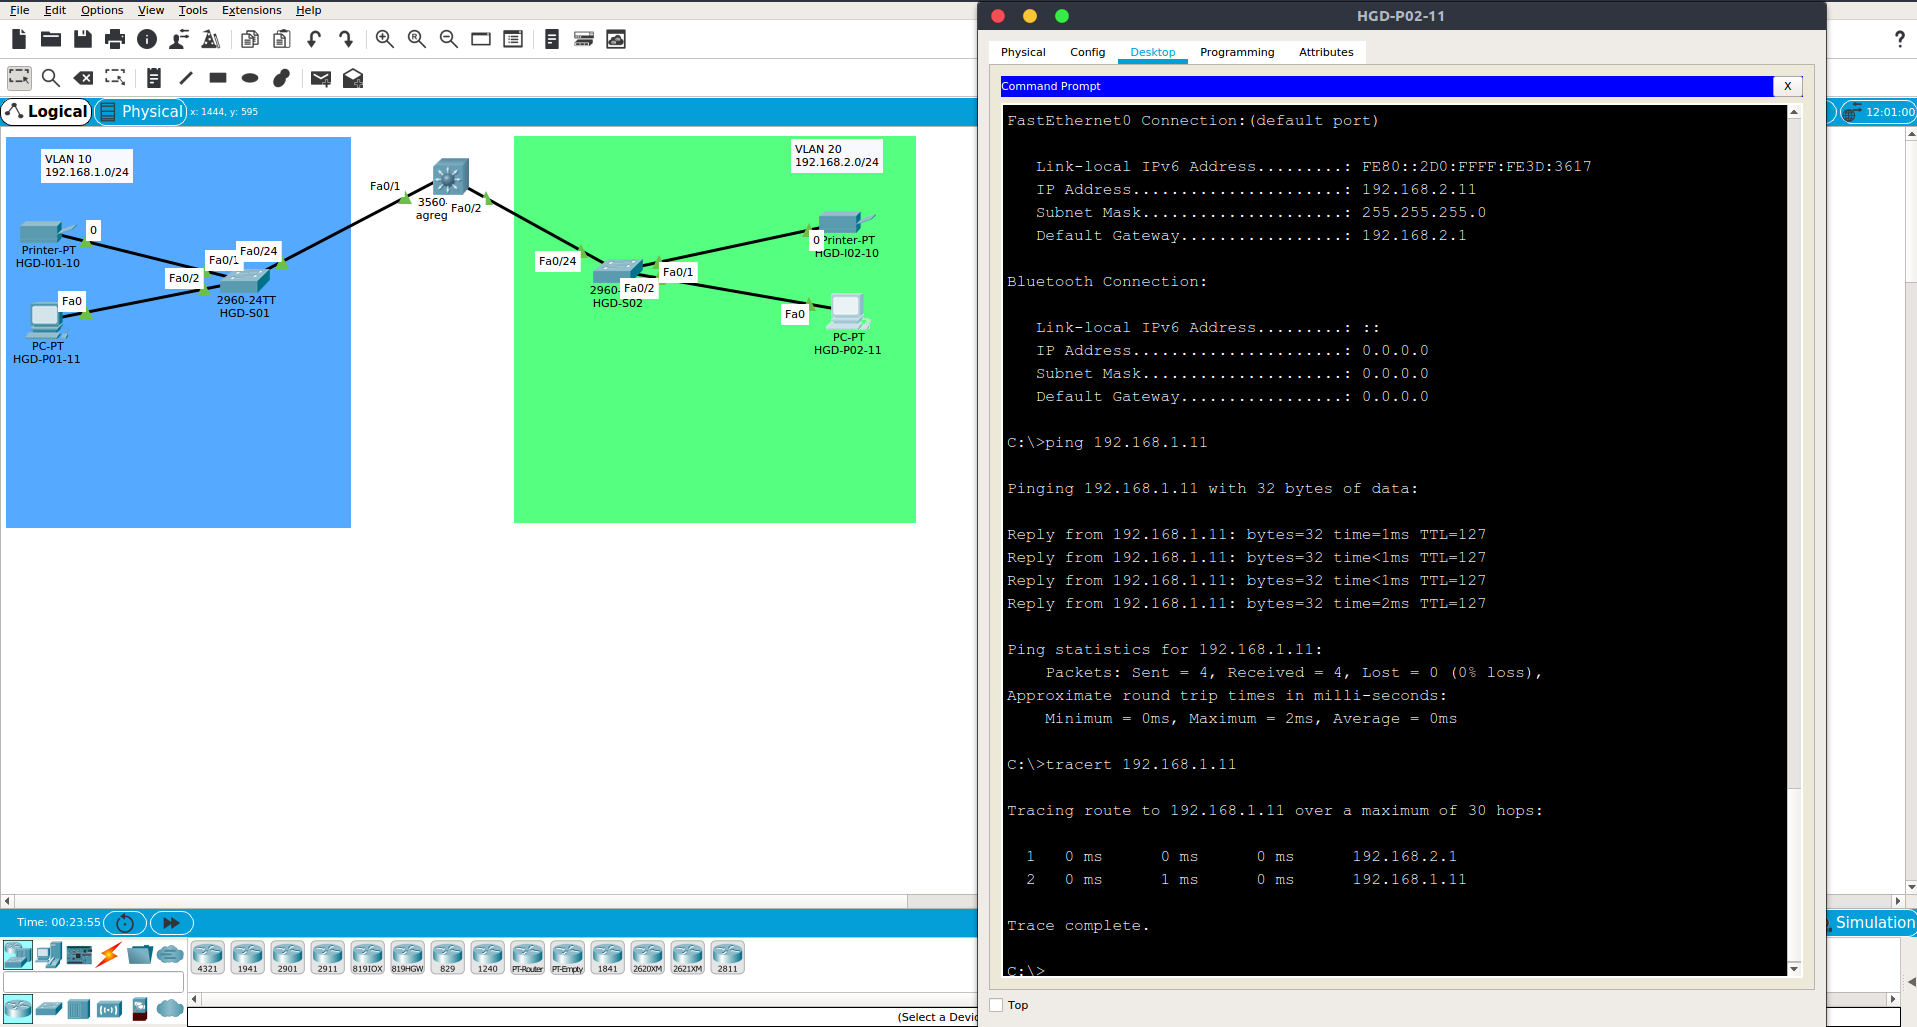 File Edit Options View Tools Extensions Help
HGD-P02-11
Physical Config Desktop Programming Attributes
?
Command Prompt
X
Logical
Physical
x: 1444, y: 595
12:01:00
VLAN 10
192.168.1.0/24
VLAN 20
192.168.2.0/24
Fa0/1
3560-
agreg
Fa0/2
Printer-PT
HGD-I01-10
0
Fa0/1
Fa0/24
Fa0/2
Fa0
2960-24TT
HGD-S01
PC-PT
HGD-P01-11
Fa0/24
Fa0/1
Fa0/2
2960-
HGD-S02
0
Printer-PT
HGD-I02-10
Fa0
PC-PT
HGD-P02-11
FastEthernet0 Connection:(default port)
Link-local IPv6 Address.........: FE80::2D0:FFFF:FE3D:3617
IP Address......................: 192.168.2.11
Subnet Mask.....................: 255.255.255.0
Default Gateway.................: 192.168.2.1
Bluetooth Connection:
Link-local IPv6 Address.........: ::
IP Address......................: 0.0.0.0
Subnet Mask.....................: 0.0.0.0
Default Gateway.................: 0.0.0.0
C:\>ping 192.168.1.11
Pinging 192.168.1.11 with 32 bytes of data:
Reply from 192.168.1.11: bytes=32 time=1ms TTL=127
Reply from 192.168.1.11: bytes=32 time<1ms TTL=127
Reply from 192.168.1.11: bytes=32 time<1ms TTL=127
Reply from 192.168.1.11: bytes=32 time=2ms TTL=127
Ping statistics for 192.168.1.11:
Packets: Sent = 4, Received = 4, Lost = 0 (0% loss),
Approximate round trip times in milli-seconds:
Minimum = 0ms, Maximum = 2ms, Average = 0ms
C:\>tracert 192.168.1.11
Tracing route to 192.168.1.11 over a maximum of 30 hops:
1 0 ms 0 ms 0 ms 192.168.2.1
2 0 ms 1 ms 0 ms 192.168.1.11
Trace complete.
C:\>
Top
Time: 00:23:55
Simulation
4321 1941 2901 2911 819IOX 819HGW 829 1240 PT-Router PT-Empty 1841 2620XM 2621XM 2811
(Select a Devic